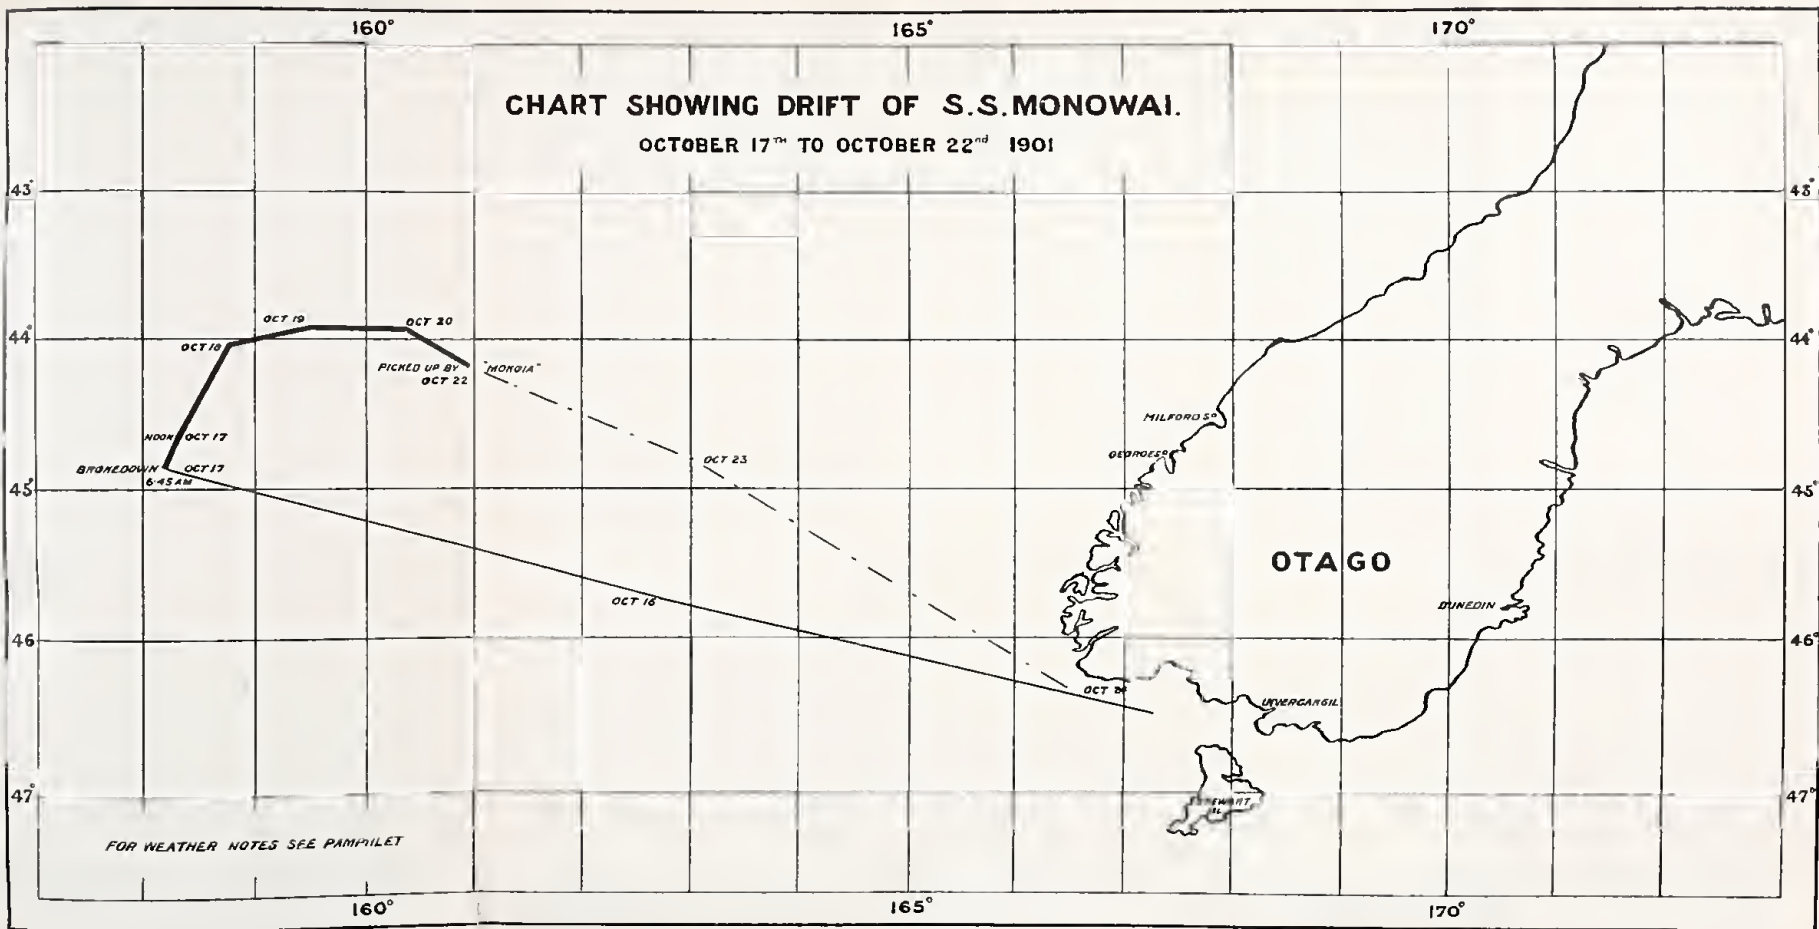 160° 165° 170°
CHART SHOWING DRIFT OF S.S. MONOWAI.
OCTOBER 17TH TO OCTOBER 22nd 1901
43° 43°
OCT 19 OCT 20
44° 44°
OCT 18
PICKED UP BY "MOKOIA"
OCT 22
MILFORD SD
NOON OCT 17
GEORGE SD
OCT 23
BROKEDOWN OCT 17
6·45 AM
45° 45°
OTAGO
OCT 16
DUNEDIN
46° 46°
OCT
INVERCARGIL
47° 47°
EWART
IL
FOR WEATHER NOTES SEE PAMPHLET
160° 165° 170°